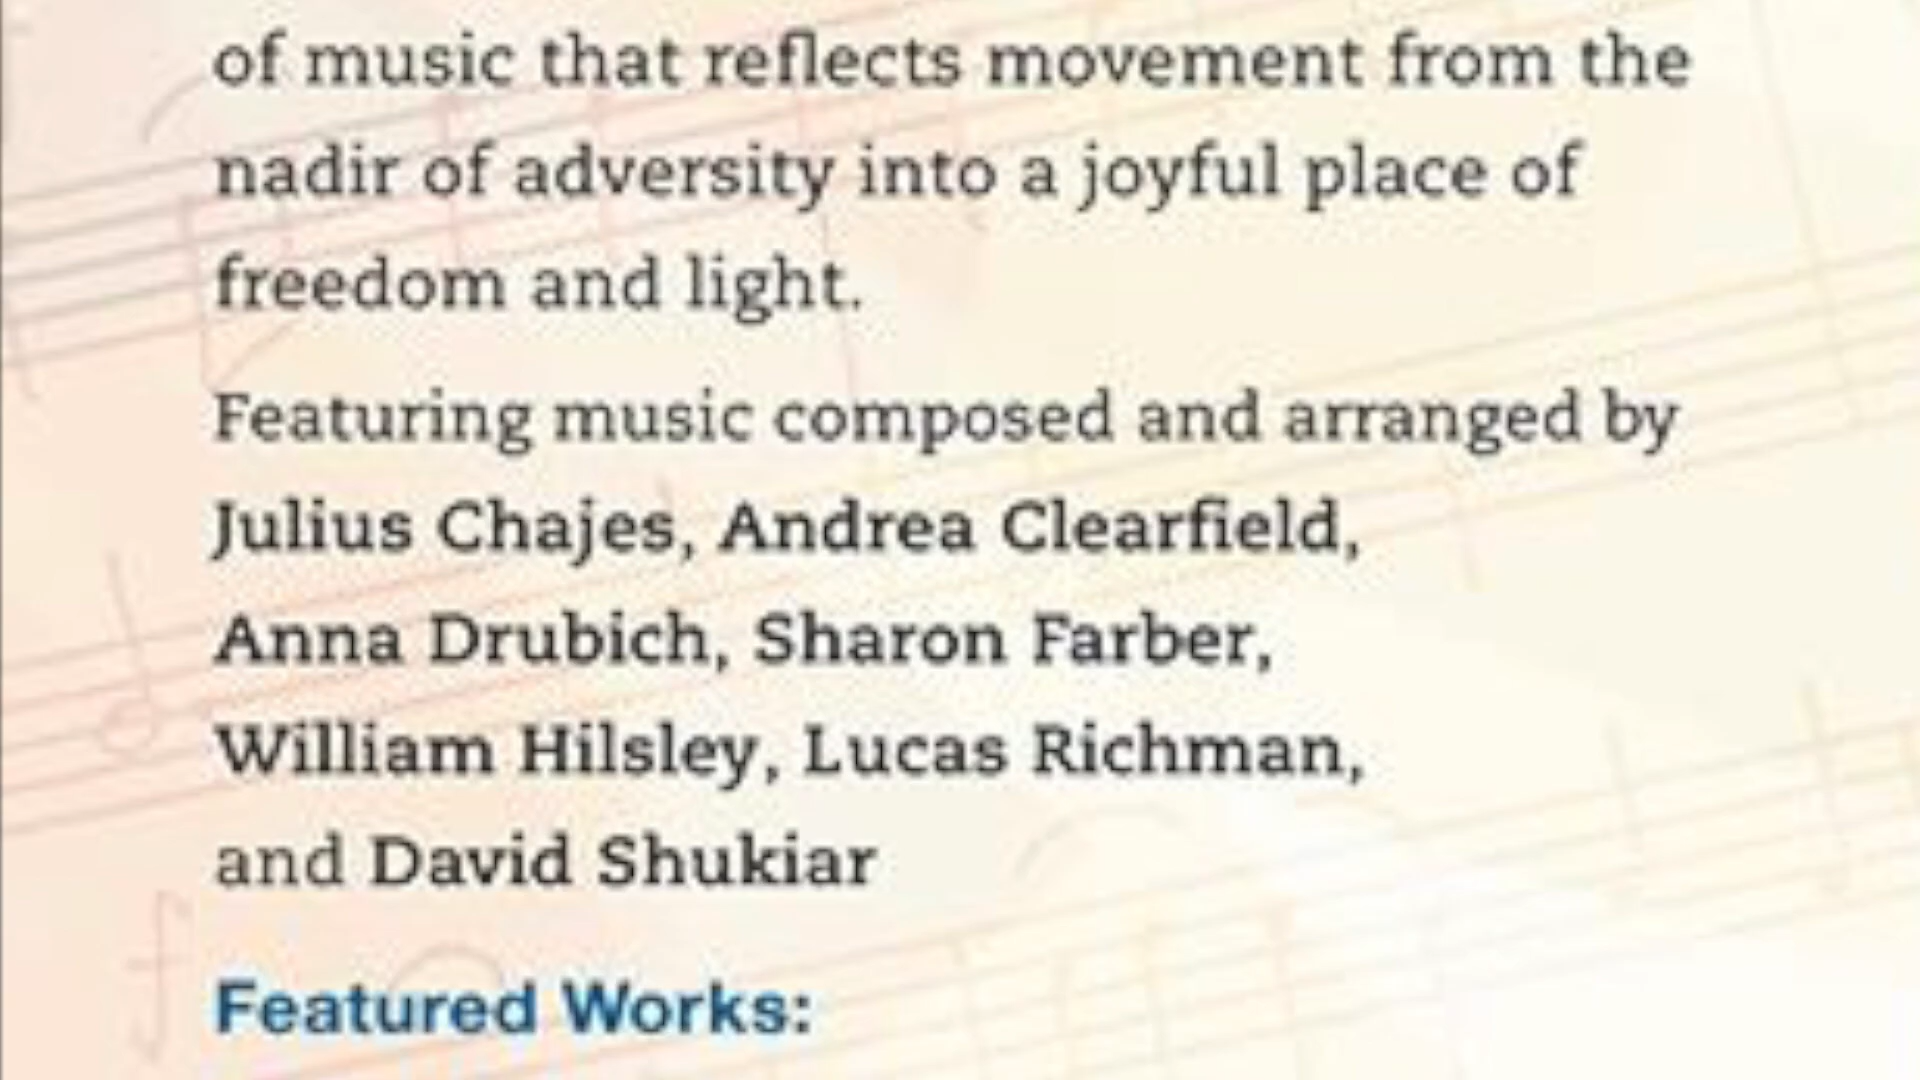 of music that reflects movement from the
nadir of adversity into a joyful place of
freedom and light.
Featuring music composed and arranged by
Julius Chajes, Andrea Clearfield,
Anna Drubich, Sharon Farber,
William Hilsley, Lucas Richman,
and David Shukiar
Featured Works: